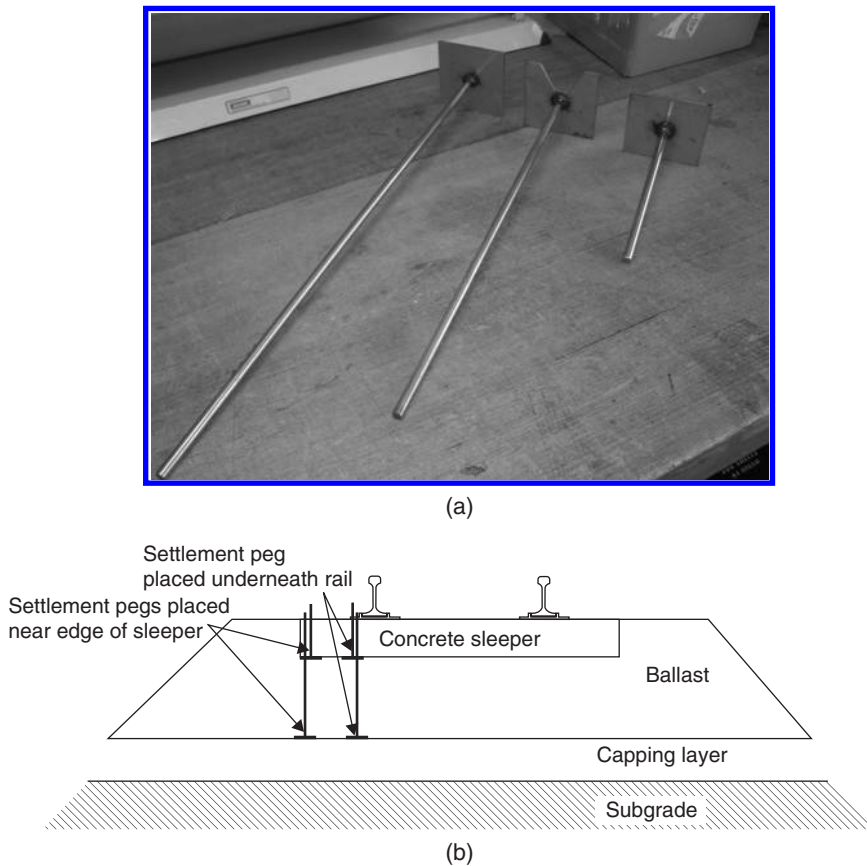 (a)
Settlement peg
placed underneath rail
Settlement pegs placed
near edge of sleeper
Concrete sleeper
Ballast
Capping layer
Subgrade
(b)